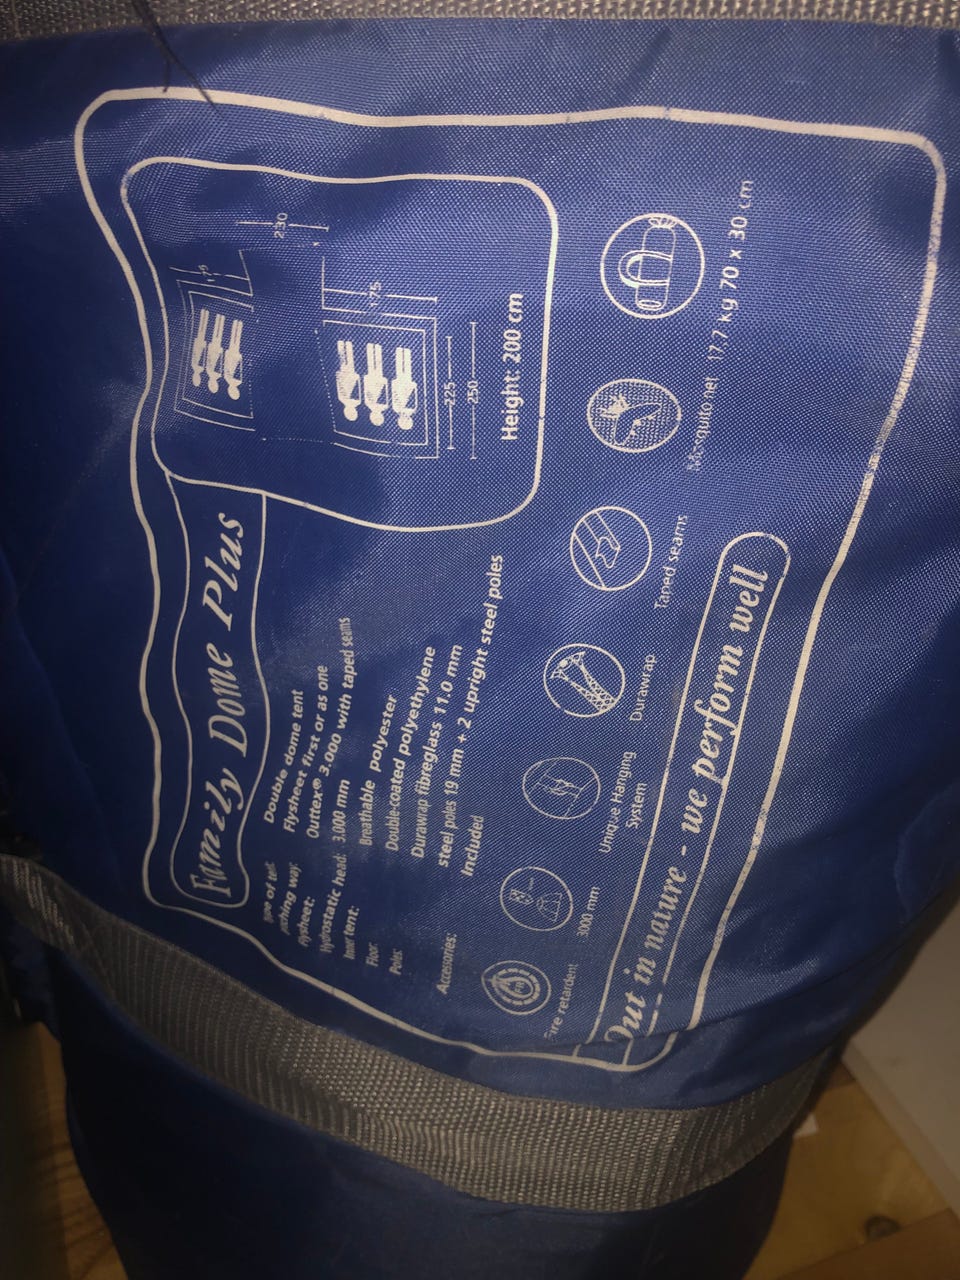 Family Dome Plus
Double dome tent
Flysheet first or as one
Flysheet: Outtex® 3.000 with taped seams
Hydrostatic head: 3.000 mm
Inner tent: Breathable polyester
Floor: Double-coated polyethylene
Poles: Durawrap fibreglass 11.0 mm
steel poles 19 mm + 2 upright steel poles
Accessories: Included
175
230
175
225
250
Height: 200 cm
Fire retardent
3000 mm
Unique Hanging
System
Durawrap
Taped seams
Mosquito net
17.7 kg 70 x 30 cm
Out in nature - we perform well